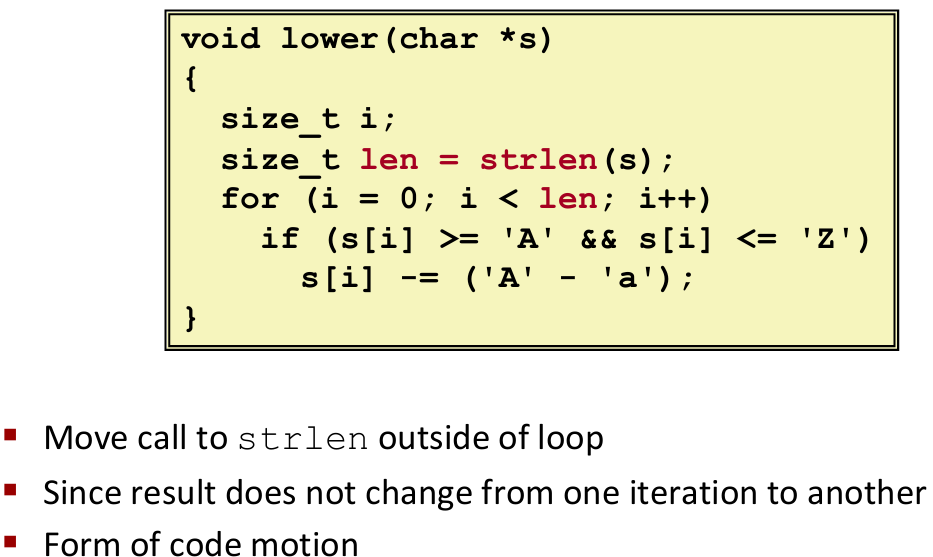 void lower(char *s)
{
  size_t i;
  size_t len = strlen(s);
  for (i = 0; i < len; i++)
    if (s[i] >= 'A' && s[i] <= 'Z')
      s[i] -= ('A' - 'a');
}
▪ Move call to strlen outside of loop
▪ Since result does not change from one iteration to another
▪ Form of code motion